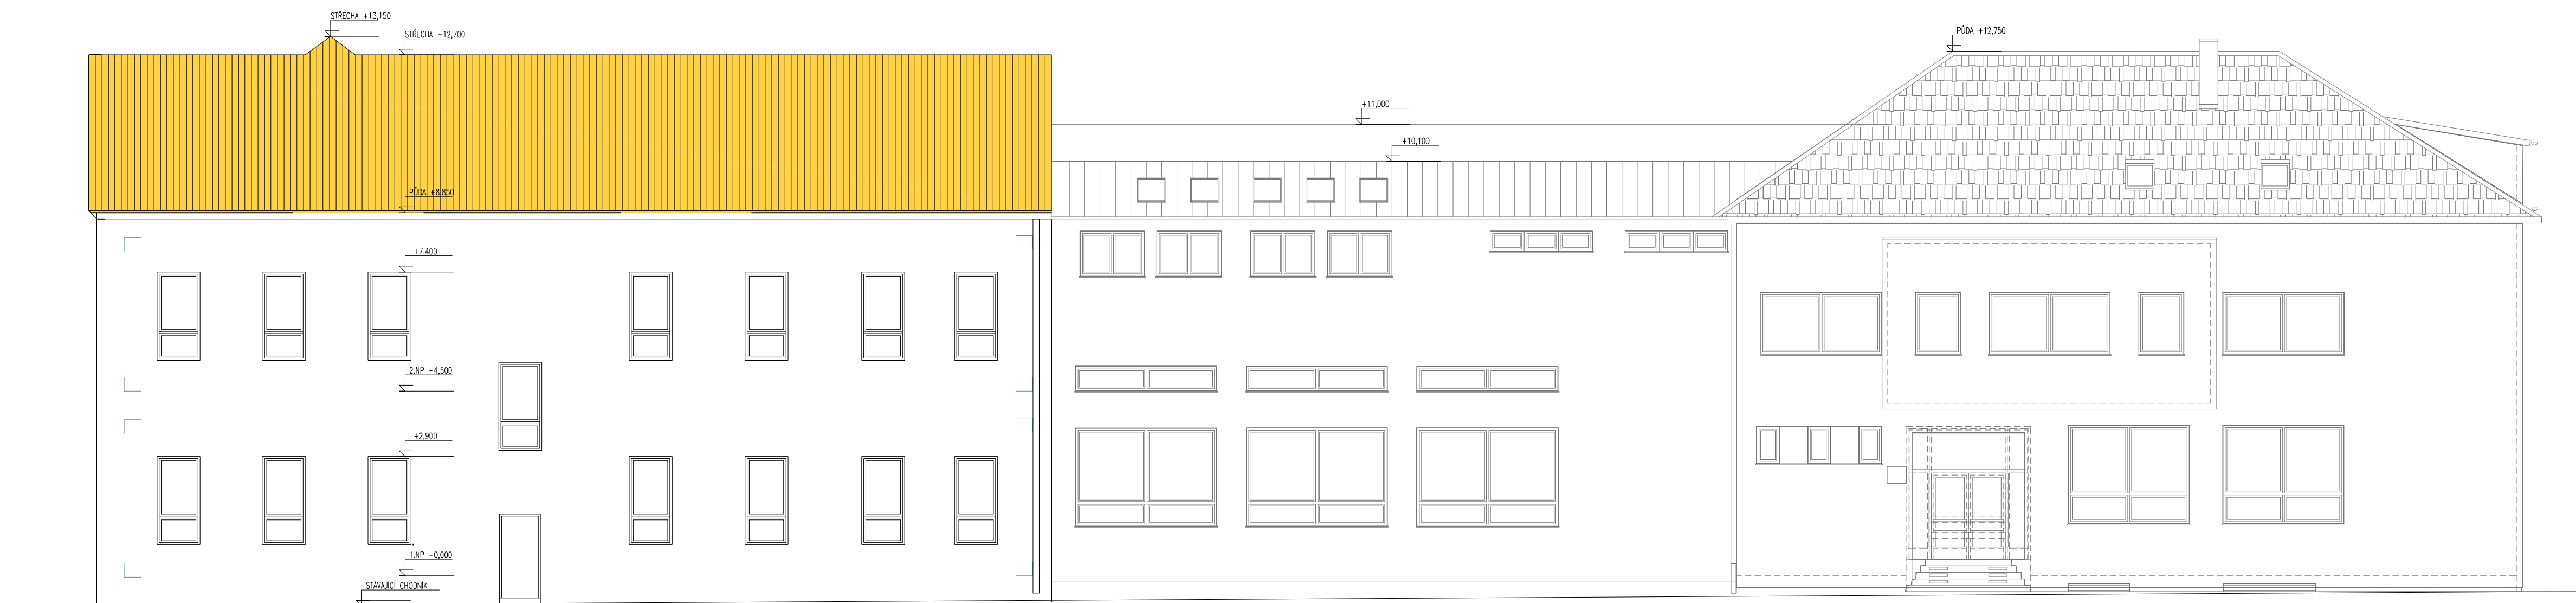 STŘECHA +13,150
STŘECHA +12,700
PŮDA +12,750
+11,000
+10,100
PŮDA +8,850
+7,400
2.NP +4,500
+2,900
1.NP +0,000
STÁVAJÍCÍ CHODNÍK